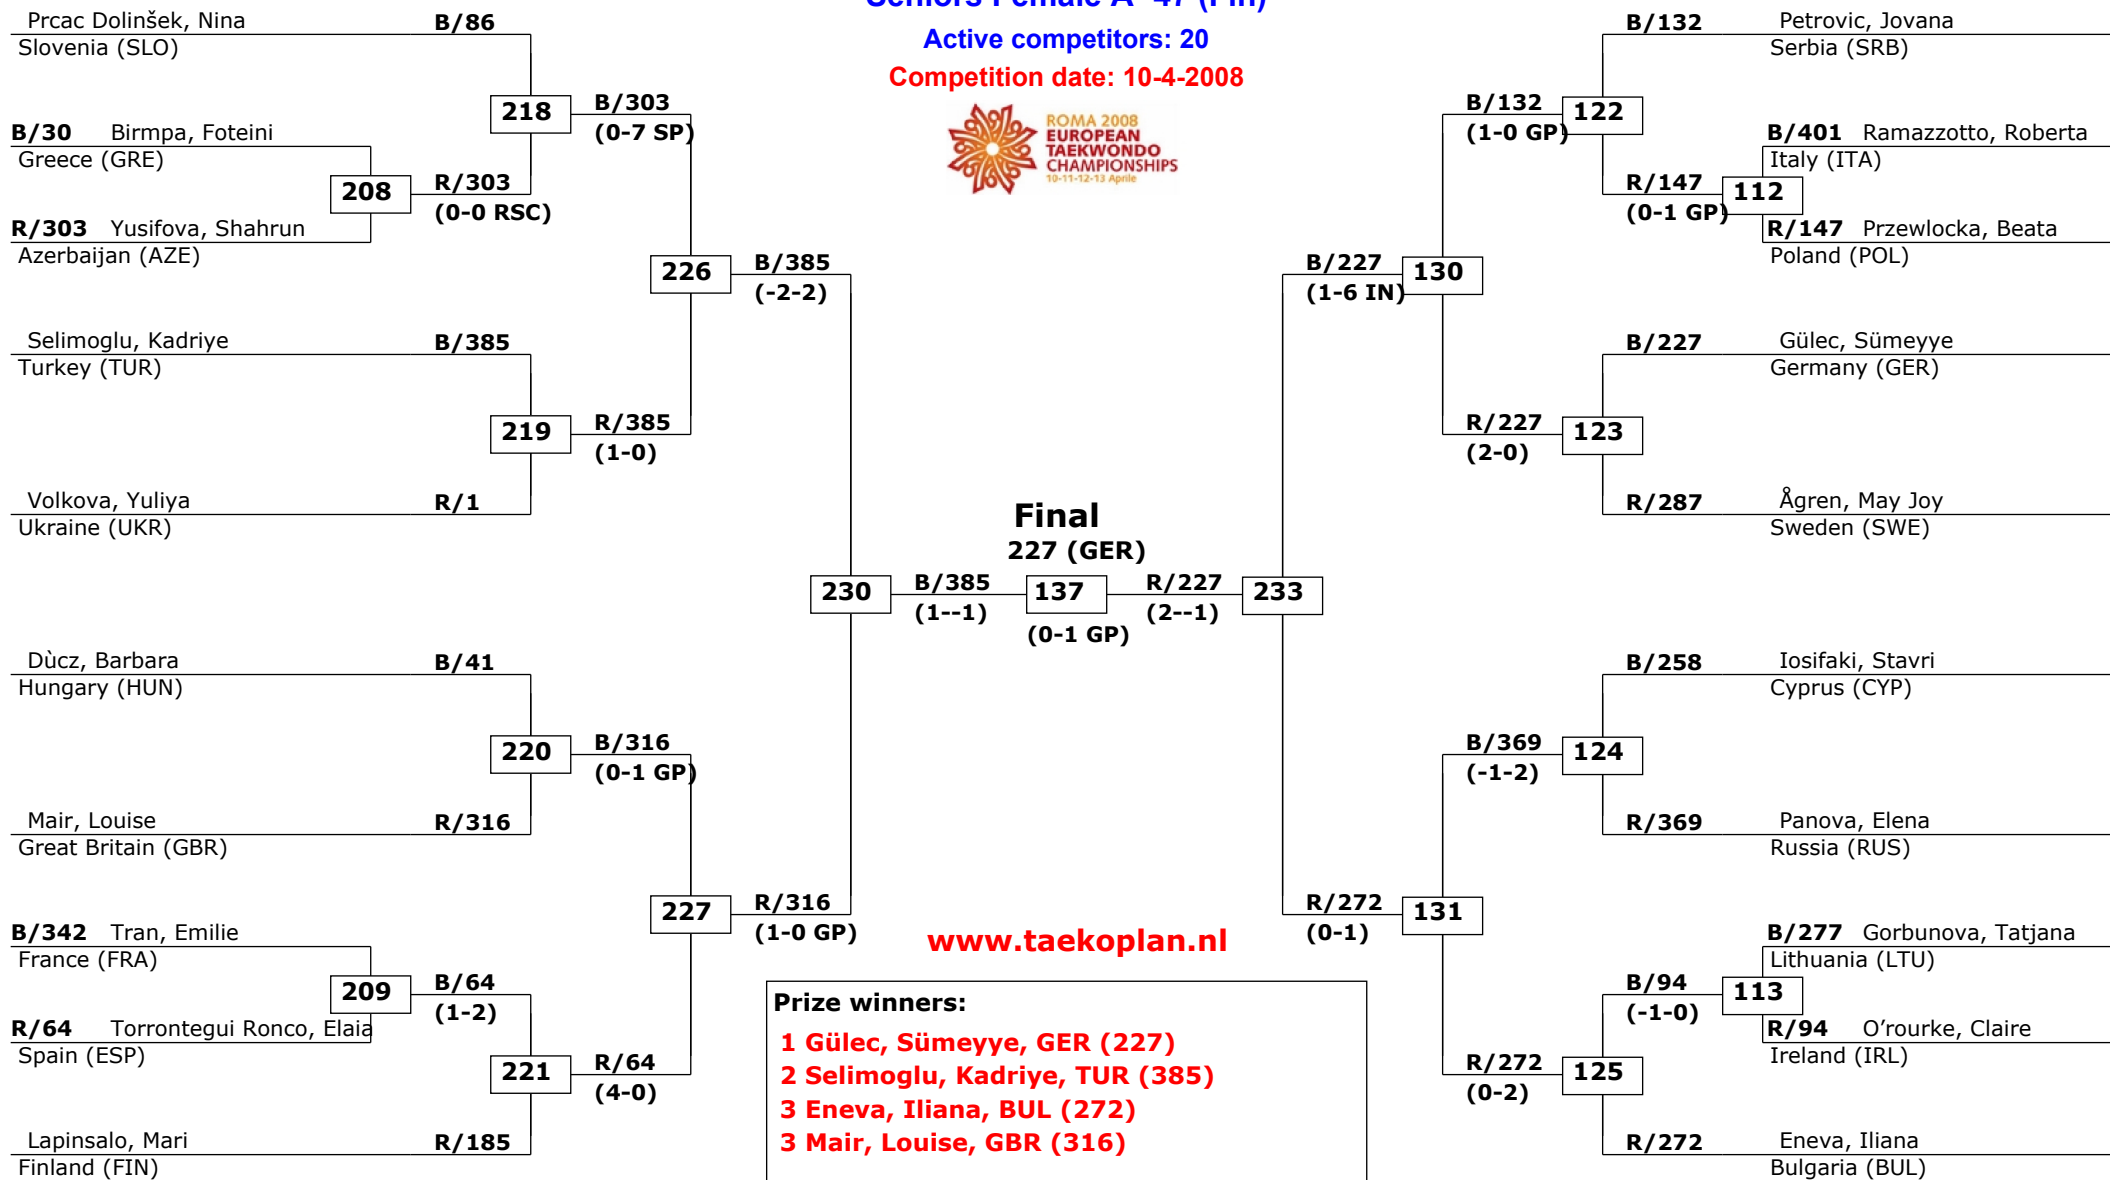 Seniors Female A -47 (Fin)
Active competitors: 20
Competition date: 10-4-2008
ROMA 2008
EUROPEAN
TAEKWONDO
CHAMPIONSHIPS
10-11-12-13 Aprile
Prcac Dolinšek, Nina B/86
Slovenia (SLO)
B/30 Birmpa, Foteini
Greece (GRE)
208
R/303 Yusifova, Shahrun
Azerbaijan (AZE)
R/303
(0-0 RSC)
218
B/303
(0-7 SP)
Selimoglu, Kadriye B/385
Turkey (TUR)
219
R/385
(1-0)
Volkova, Yuliya R/1
Ukraine (UKR)
226
B/385
(-2-2)
Dùcz, Barbara B/41
Hungary (HUN)
220
B/316
(0-1 GP)
Mair, Louise R/316
Great Britain (GBR)
B/342 Tran, Emilie
France (FRA)
209
R/64 Torrontegui Ronco, Elaia
Spain (ESP)
B/64
(1-2)
221
R/64
(4-0)
Lapinsalo, Mari R/185
Finland (FIN)
227
R/316
(1-0 GP)
230
B/385
(1--1)
Final
227 (GER)
137
(0-1 GP)
R/227
(2--1)
233
B/132 Petrovic, Jovana
Serbia (SRB)
B/132
(1-0 GP)
122
B/401 Ramazzotto, Roberta
Italy (ITA)
R/147
(0-1 GP)
112
R/147 Przewlocka, Beata
Poland (POL)
B/227
(1-6 IN)
130
B/227 Gülec, Sümeyye
Germany (GER)
R/227
(2-0)
123
R/287 Ågren, May Joy
Sweden (SWE)
B/258 Iosifaki, Stavri
Cyprus (CYP)
B/369
(-1-2)
124
R/369 Panova, Elena
Russia (RUS)
R/272
(0-1)
131
B/277 Gorbunova, Tatjana
Lithuania (LTU)
B/94
(-1-0)
113
R/94 O'rourke, Claire
Ireland (IRL)
R/272
(0-2)
125
R/272 Eneva, Iliana
Bulgaria (BUL)
www.taekoplan.nl
Prize winners:
1 Gülec, Sümeyye, GER (227)
2 Selimoglu, Kadriye, TUR (385)
3 Eneva, Iliana, BUL (272)
3 Mair, Louise, GBR (316)